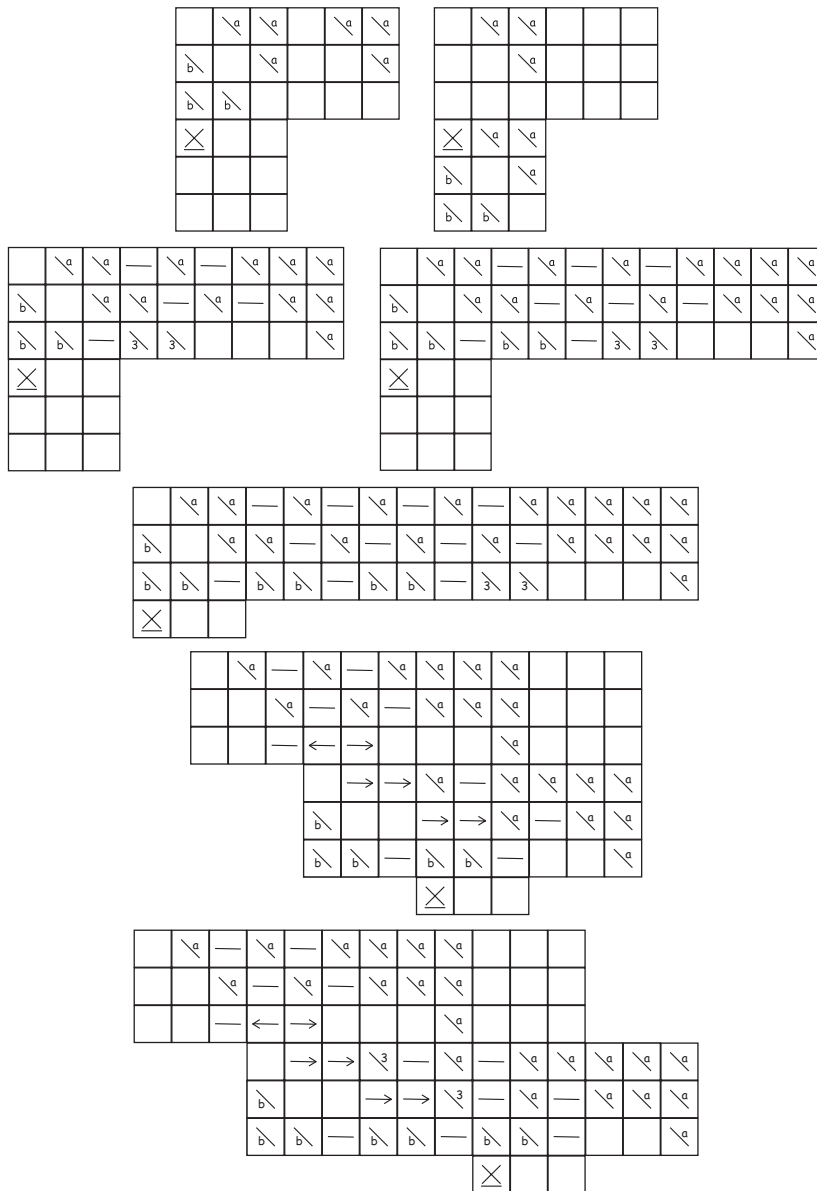 a a a a a a
b a a a
b b
a a
b a
b b
a a a a a a a a a a a a a a
b a a a a a b a a a a a a a
b b 3 3 a b b b b 3 3 a
a a a a a a a a a a
b a a a a a a a a a
b b b b b b 3 3 a
a a a a a a
a a a a a
a
a a a a a
b a a a
b b b b a
a a a a a a
a a a a a
a
3 a a a a a a
b 3 a a a a
b b b b b b a